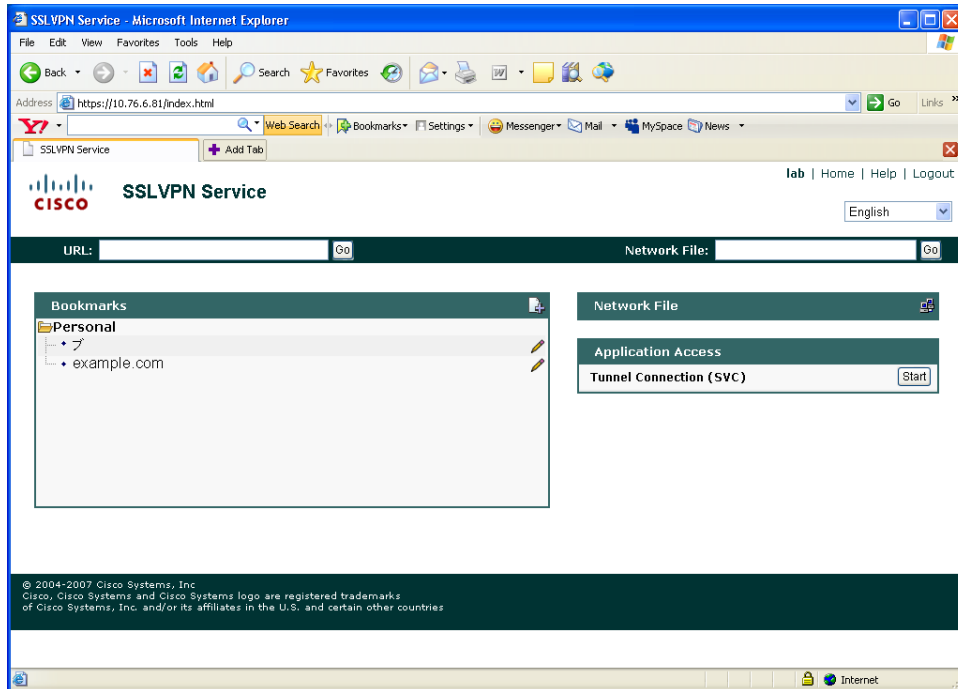 SSLVPN Service - Microsoft Internet Explorer
File Edit View Favorites Tools Help
Back Search Favorites
Address https://10.76.6.81/index.html Go Links »
Y! Web Search Bookmarks Settings Messenger Mail MySpace News
SSLVPN Service Add Tab
lab | Home | Help | Logout
CISCO SSLVPN Service
English
URL: Go Network File: Go
Bookmarks
Personal
ブ
example.com
Network File
Application Access
Tunnel Connection (SVC) Start
© 2004-2007 Cisco Systems, Inc
Cisco, Cisco Systems and Cisco Systems logo are registered trademarks
of Cisco Systems, Inc. and/or its affiliates in the U.S. and certain other countries
Internet